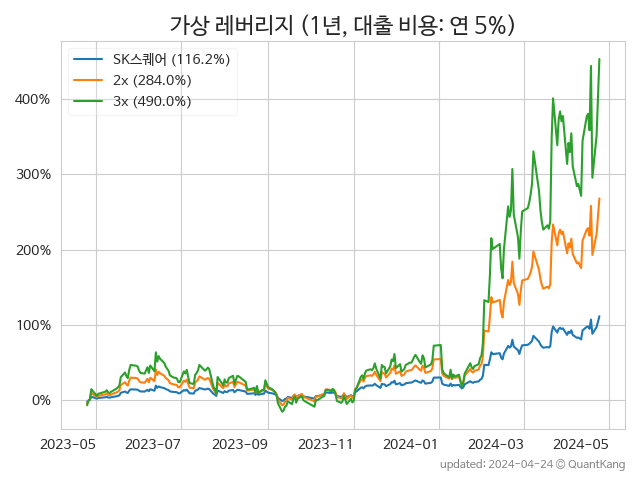 가상 레버리지 (1년, 대출 비용: 연 5%)
SK스퀘어 (116.2%)
2x (284.0%)
3x (490.0%)
400%
300%
200%
100%
0%
2023-05 2023-07 2023-09 2023-11 2024-01 2024-03 2024-05
updated: 2024-04-24 © QuantKang